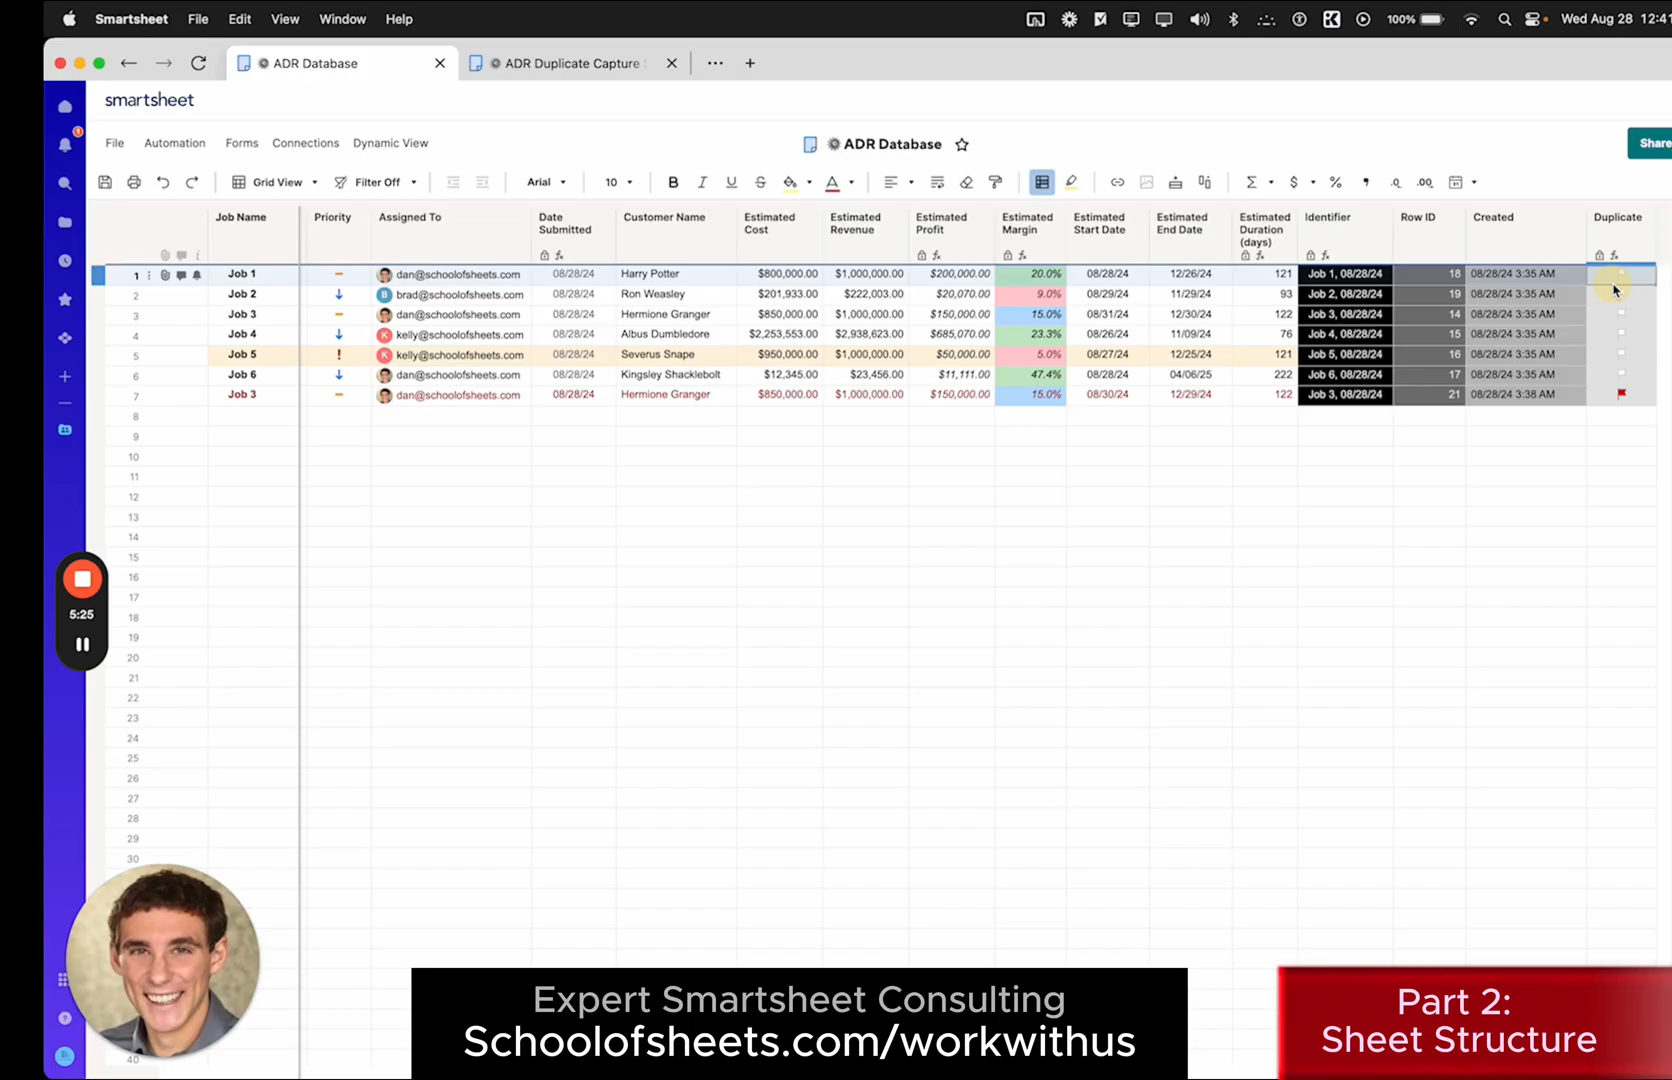 Smartsheet File Edit View Window Help 100% Wed Aug 28 12:41
ADR Database ADR Duplicate Capture
smartsheet
File Automation Forms Connections Dynamic View ADR Database Share
Grid View Filter Off Arial 10 B I U S A Σ $ % .0 .00
Job Name Priority Assigned To Date Submitted Customer Name Estimated Cost Estimated Revenue Estimated Profit Estimated Margin Estimated Start Date Estimated End Date Estimated Duration (days) Identifier Row ID Created Duplicate
1 Job 1 dan@schoolofsheets.com 08/28/24 Harry Potter $800,000.00 $1,000,000.00 $200,000.00 20.0% 08/28/24 12/26/24 121 Job 1, 08/28/24 18 08/28/24 3:35 AM
2 Job 2 B brad@schoolofsheets.com 08/28/24 Ron Weasley $201,933.00 $222,003.00 $20,070.00 9.0% 08/29/24 11/29/24 93 Job 2, 08/28/24 19 08/28/24 3:35 AM
3 Job 3 dan@schoolofsheets.com 08/28/24 Hermione Granger $850,000.00 $1,000,000.00 $150,000.00 15.0% 08/31/24 12/30/24 122 Job 3, 08/28/24 14 08/28/24 3:35 AM
4 Job 4 K kelly@schoolofsheets.com 08/28/24 Albus Dumbledore $2,253,553.00 $2,938,623.00 $685,070.00 23.3% 08/26/24 11/09/24 76 Job 4, 08/28/24 15 08/28/24 3:35 AM
5 Job 5 ! K kelly@schoolofsheets.com 08/28/24 Severus Snape $950,000.00 $1,000,000.00 $50,000.00 5.0% 08/27/24 12/25/24 121 Job 5, 08/28/24 16 08/28/24 3:35 AM
6 Job 6 dan@schoolofsheets.com 08/28/24 Kingsley Shacklebolt $12,345.00 $23,456.00 $11,111.00 47.4% 08/28/24 04/06/25 222 Job 6, 08/28/24 17 08/28/24 3:35 AM
7 Job 3 dan@schoolofsheets.com 08/28/24 Hermione Granger $850,000.00 $1,000,000.00 $150,000.00 15.0% 08/30/24 12/29/24 122 Job 3, 08/28/24 21 08/28/24 3:38 AM
8
9
10
11
12
13
14
15
16
17
18
19
20
21
22
23
24
25
26
27
28
29
30
40
5:25
Expert Smartsheet Consulting
Schoolofsheets.com/workwithus
Part 2:
Sheet Structure